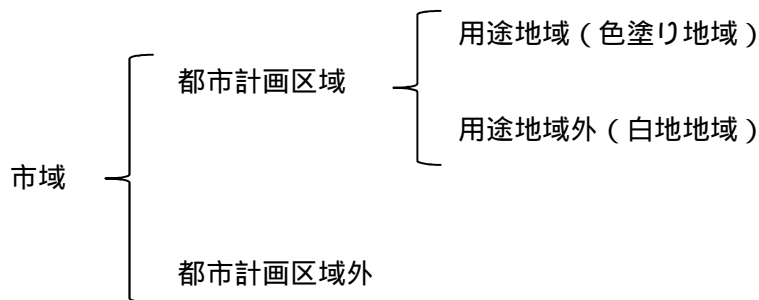 用途地域（色塗り地域）
都市計画区域
用途地域外（白地地域）
市域
都市計画区域外